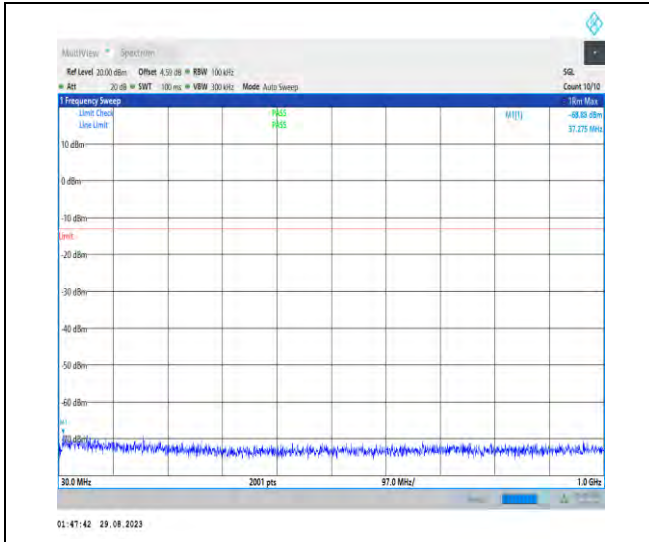 MultiView Spectrum
Ref Level 20.00 dBm Offset 4.59 dB RBW 100 kHz SGL
Att 20 dB SWT 100 ms VBW 300 kHz Mode Auto Sweep Count 10/10
1 Frequency Sweep 1Rm Max
Limit Check PASS M1[1]
Line Limit PASS 37.275 MHz
10 dBm
0 dBm
-10 dBm
Limit
-20 dBm
-30 dBm
-40 dBm
-50 dBm
-60 dBm
M1
30.0 MHz 2001 pts 97.0 MHz/ 1.0 GHz
01:47:42 29.08.2023